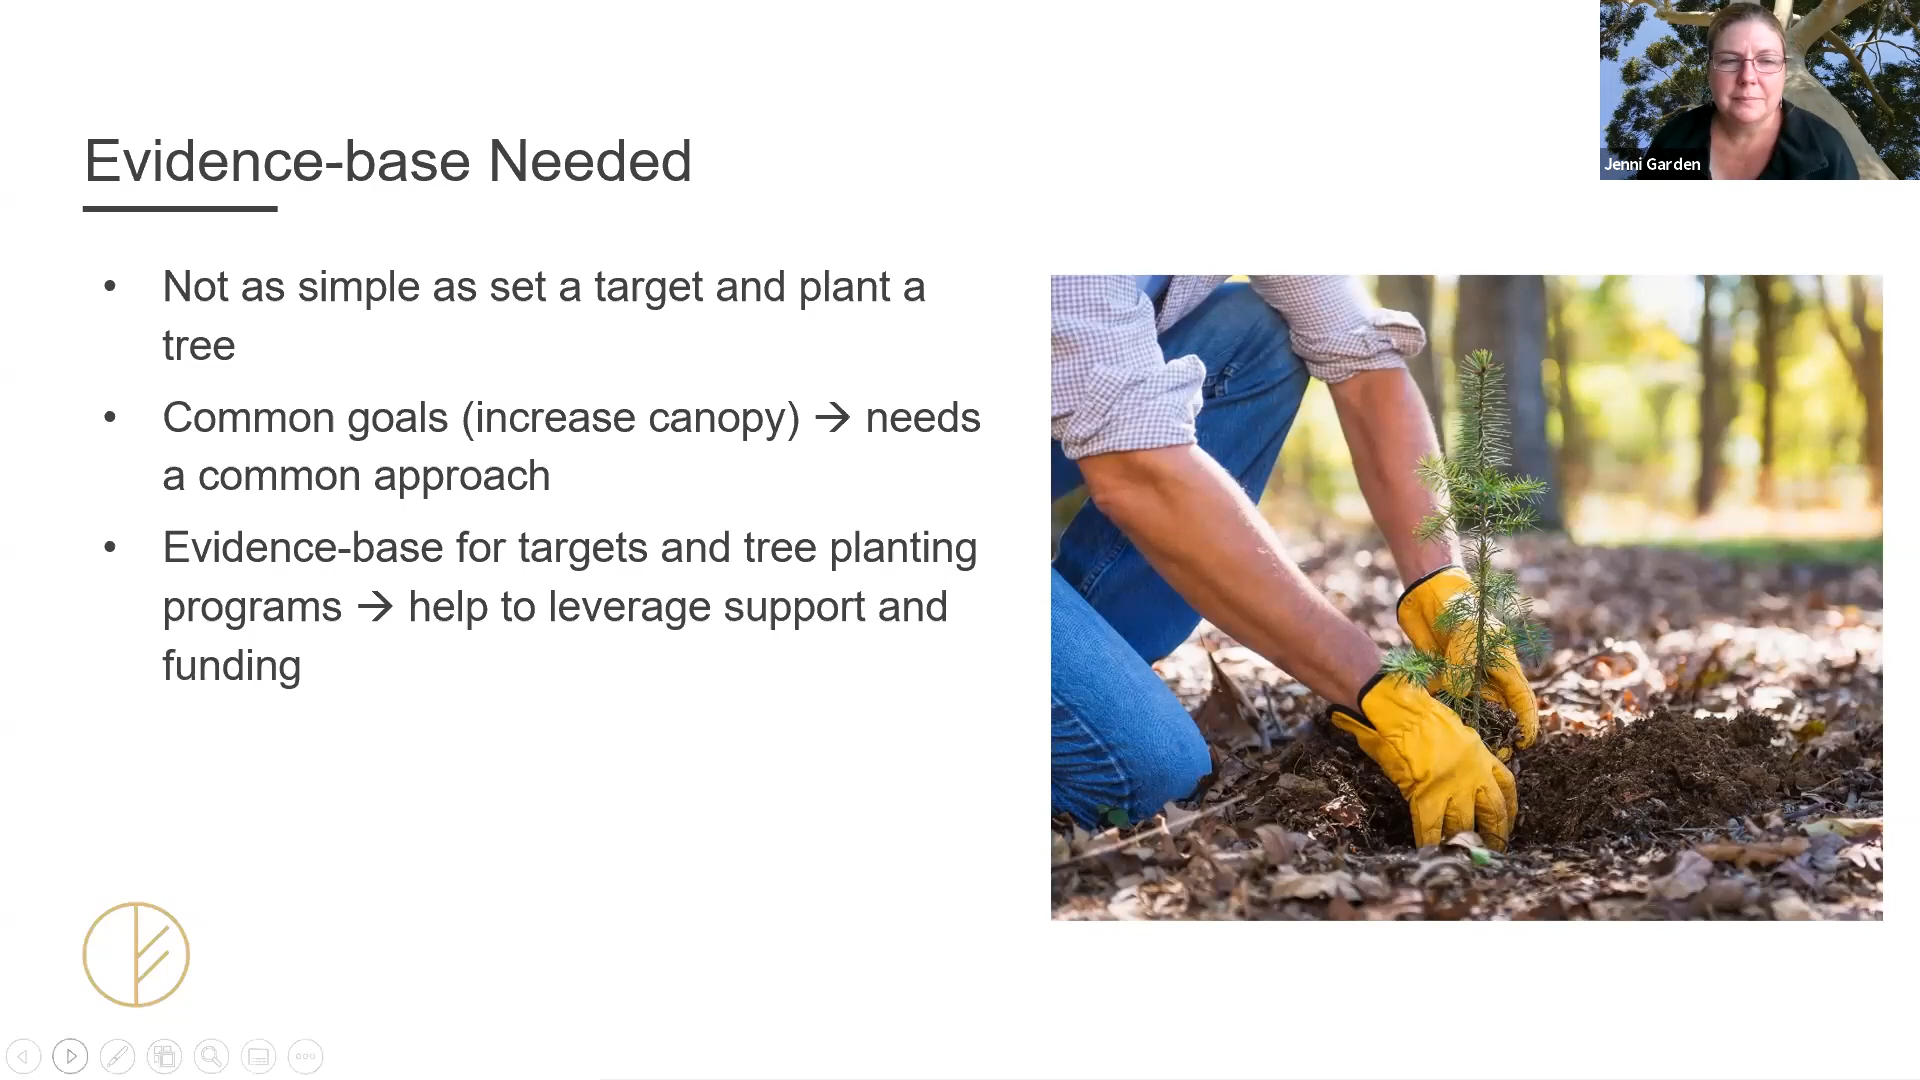 Jenni Garden
Evidence-base Needed
• Not as simple as set a target and plant a
tree
• Common goals (increase canopy) → needs
a common approach
• Evidence-base for targets and tree planting
programs → help to leverage support and
funding